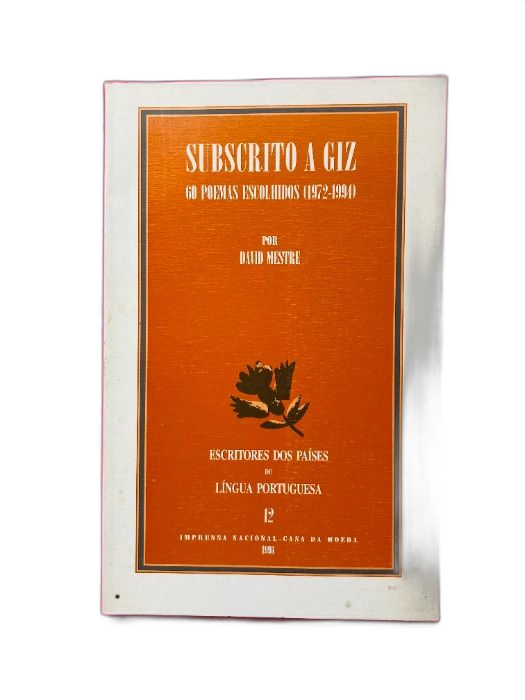 SUBSCRITO A GIZ
60 POEMAS ESCOLHIDOS (1972-1994)
POR
DAVID MESTRE
ESCRITORES DOS PAÍSES
DE
LÍNGUA PORTUGUESA
12
IMPRENSA NACIONAL-CASA DA MOEDA
1996